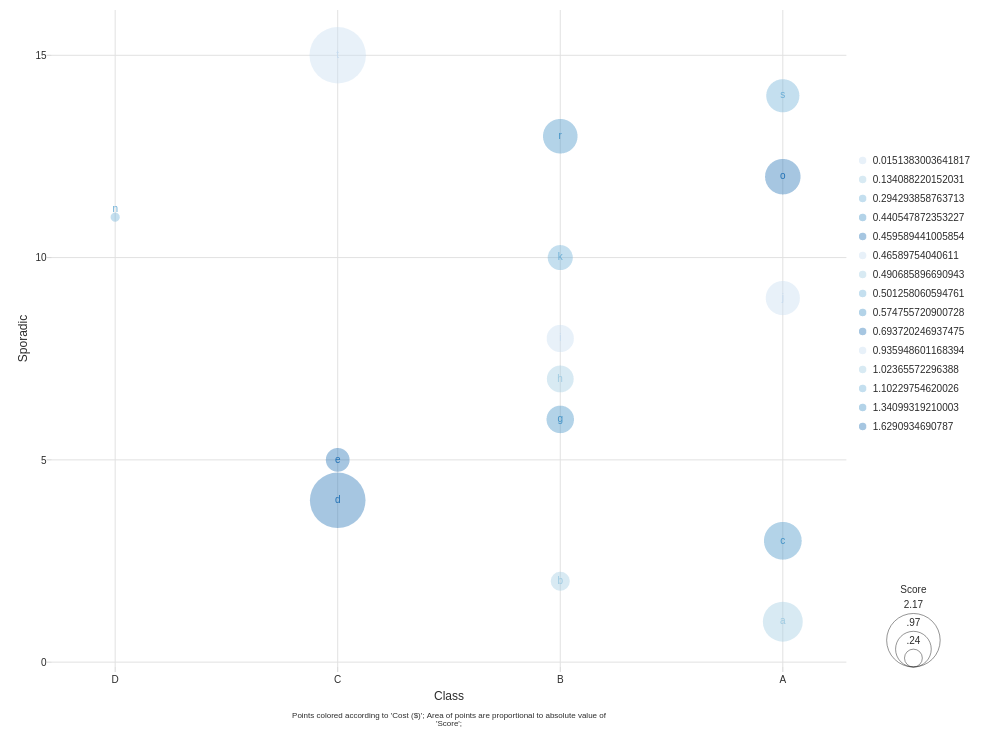 15
s
r
o
n
10
k
h
g
5
e
d
c
b
a
0
D
C
B
A
Sporadic
Class
Points colored according to 'Cost ($)'; Area of points are proportional to absolute value of
'Score';
0.0151383003641817
0.134088220152031
0.294293858763713
0.440547872353227
0.459589441005854
0.46589754040611
0.490685896690943
0.501258060594761
0.574755720900728
0.693720246937475
0.935948601168394
1.02365572296388
1.10229754620026
1.34099319210003
1.6290934690787
Score
2.17
.97
.24